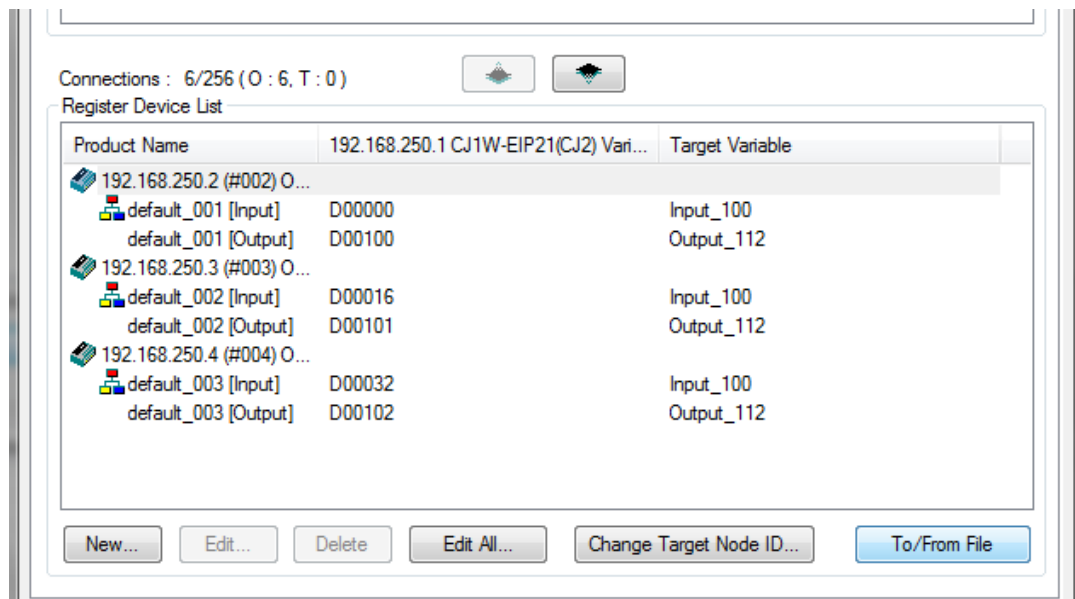 Connections : 6/256 ( O : 6, T : 0 )
Register Device List
Product Name 192.168.250.1 CJ1W-EIP21(CJ2) Vari... Target Variable
192.168.250.2 (#002) O...
default_001 [Input] D00000 Input_100
default_001 [Output] D00100 Output_112
192.168.250.3 (#003) O...
default_002 [Input] D00016 Input_100
default_002 [Output] D00101 Output_112
192.168.250.4 (#004) O...
default_003 [Input] D00032 Input_100
default_003 [Output] D00102 Output_112
New... Edit... Delete Edit All... Change Target Node ID... To/From File